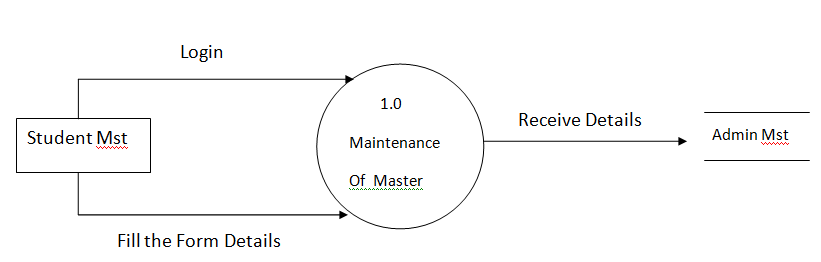 Login
Student Mst
Fill the Form Details
1.0
Maintenance
Of Master
Receive Details
Admin Mst